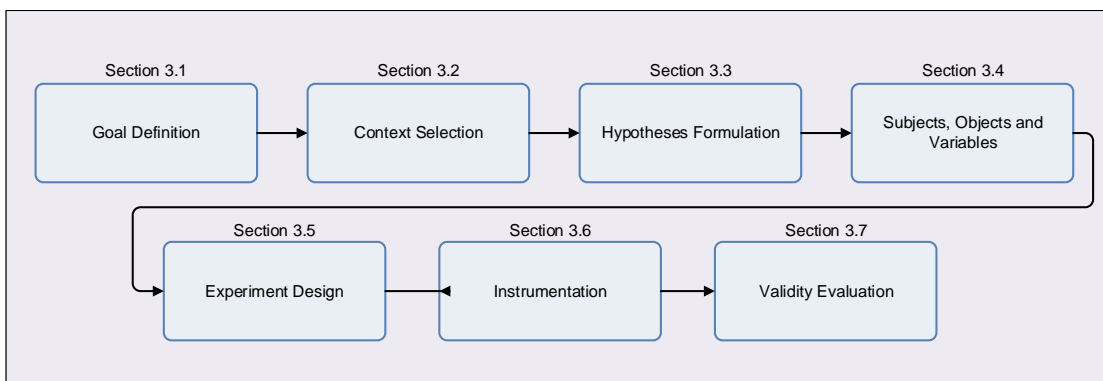 Section 3.1
Section 3.2
Section 3.3
Section 3.4
Goal Definition
Context Selection
Hypotheses Formulation
Subjects, Objects and
Variables
Section 3.5
Section 3.6
Section 3.7
Experiment Design
Instrumentation
Validity Evaluation